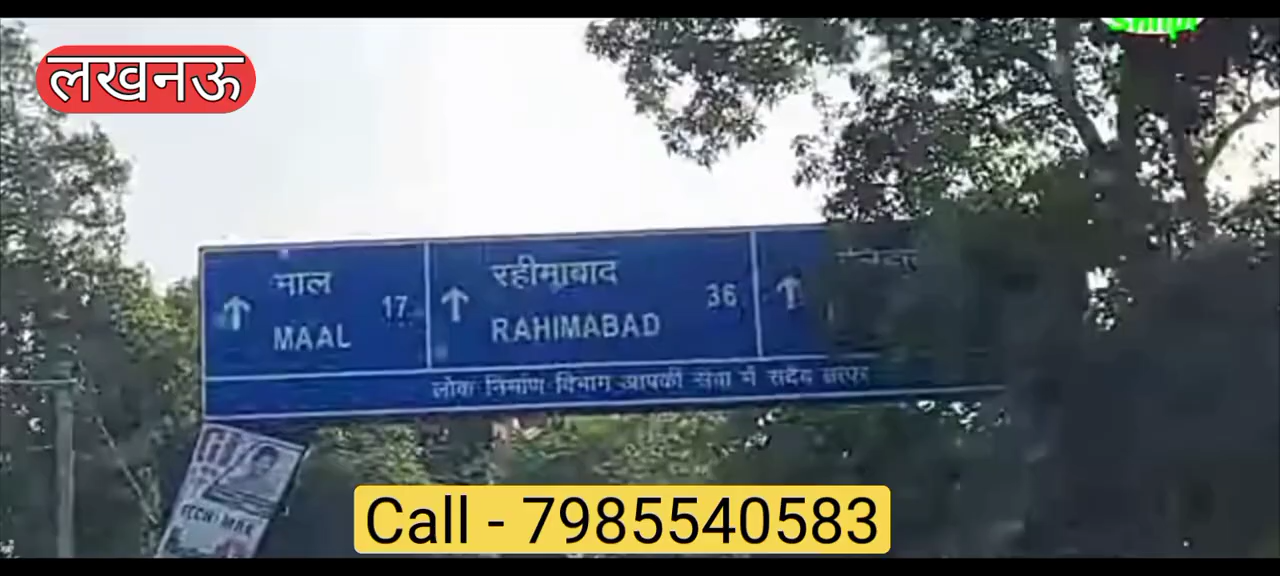 लखनऊ
माल
17
MAAL
रहीमाबाद
36
RAHIMABAD
लोक निर्माण विभाग आपकी सेवा में सदैव तत्पर
Call - 7985540583